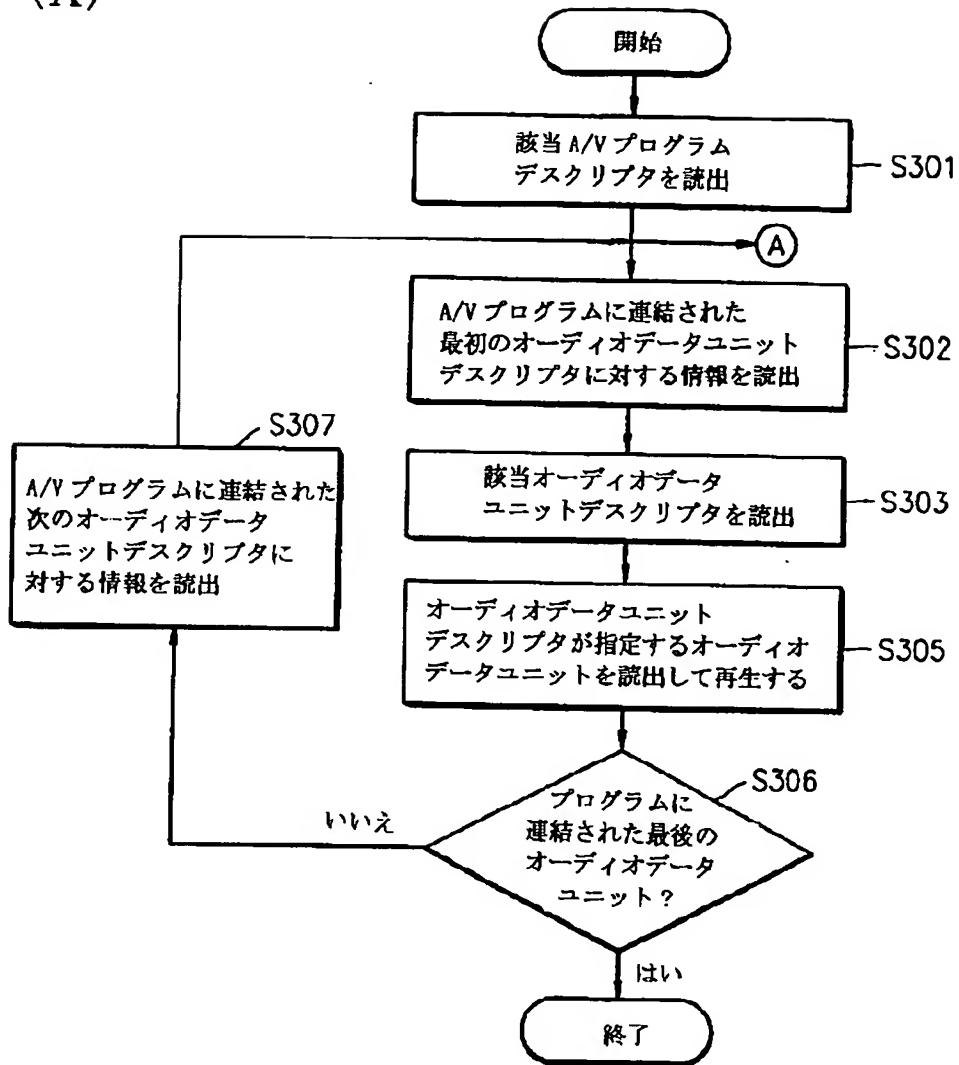 (A)
開始
該当A/Vプログラム
デスクリプタを読出
S301
A
A/Vプログラムに連結された
最初のオーディオデータユニット
デスクリプタに対する情報を読出
S302
S307
A/Vプログラムに連結された
次のオーディオデータ
ユニットデスクリプタに
対する情報を読出
該当オーディオデータ
ユニットデスクリプタを読出
S303
オーディオデータユニット
デスクリプタが指定するオーディオ
データユニットを読出して再生する
S305
S306
プログラムに
連結された最後の
オーディオデータ
ユニット?
いいえ
はい
終了